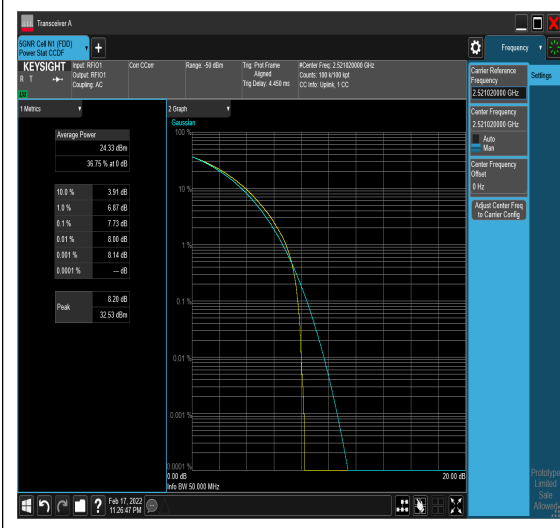 Transceiver A
5GNR Cell N1 (FDD)
Power Stat CCDF
Frequency
KEYSIGHT
R T
Input: RFIO1
Output: RFIO1
Coupling: AC
Corr CCorr
Range: -50 dBm
Trig: Prot Frame
Aligned
Trig Delay: 4.450 ms
#Center Freq: 2.521020000 GHz
Counts: 100 k/100 kpt
CC Info: Uplink, 1 CC
Carrier Reference
Frequency
2.521020000 GHz
Settings
Center Frequency
2.521020000 GHz
Auto
Man
Center Frequency
Offset
0 Hz
Adjust Center Freq
to Carrier Config
1 Metrics
Average Power
24.33 dBm
36.75 % at 0 dB
10.0 % 3.91 dB
1.0 % 6.87 dB
0.1 % 7.73 dB
0.01 % 8.00 dB
0.001 % 8.14 dB
0.0001 % --- dB
Peak 8.20 dB
32.53 dBm
2 Graph
Gaussian
100 %
10 %
1 %
0.1 %
0.01 %
0.001 %
0.0001 %
0.00 dB
20.00 dB
Info BW 50.000 MHz
Feb 17, 2022
11:26:47 PM
?
Prototype
Limited
Sale
Allowed